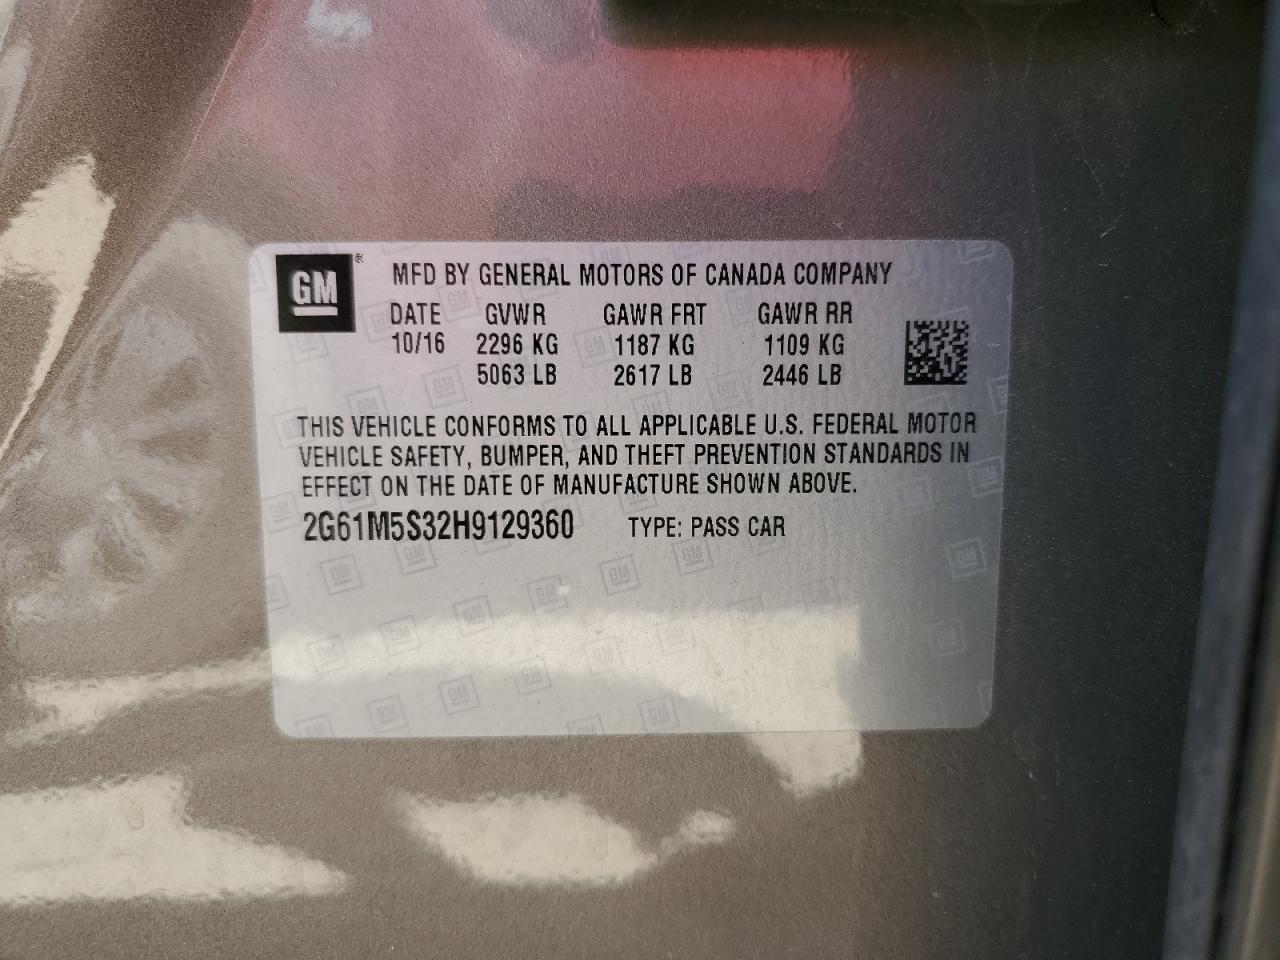 GM ®
MFD BY GENERAL MOTORS OF CANADA COMPANY
DATE GVWR GAWR FRT GAWR RR
10/16 2296 KG 1187 KG 1109 KG
5063 LB 2617 LB 2446 LB
THIS VEHICLE CONFORMS TO ALL APPLICABLE U.S. FEDERAL MOTOR
VEHICLE SAFETY, BUMPER, AND THEFT PREVENTION STANDARDS IN
EFFECT ON THE DATE OF MANUFACTURE SHOWN ABOVE.
2G61M5S32H9129360 TYPE: PASS CAR